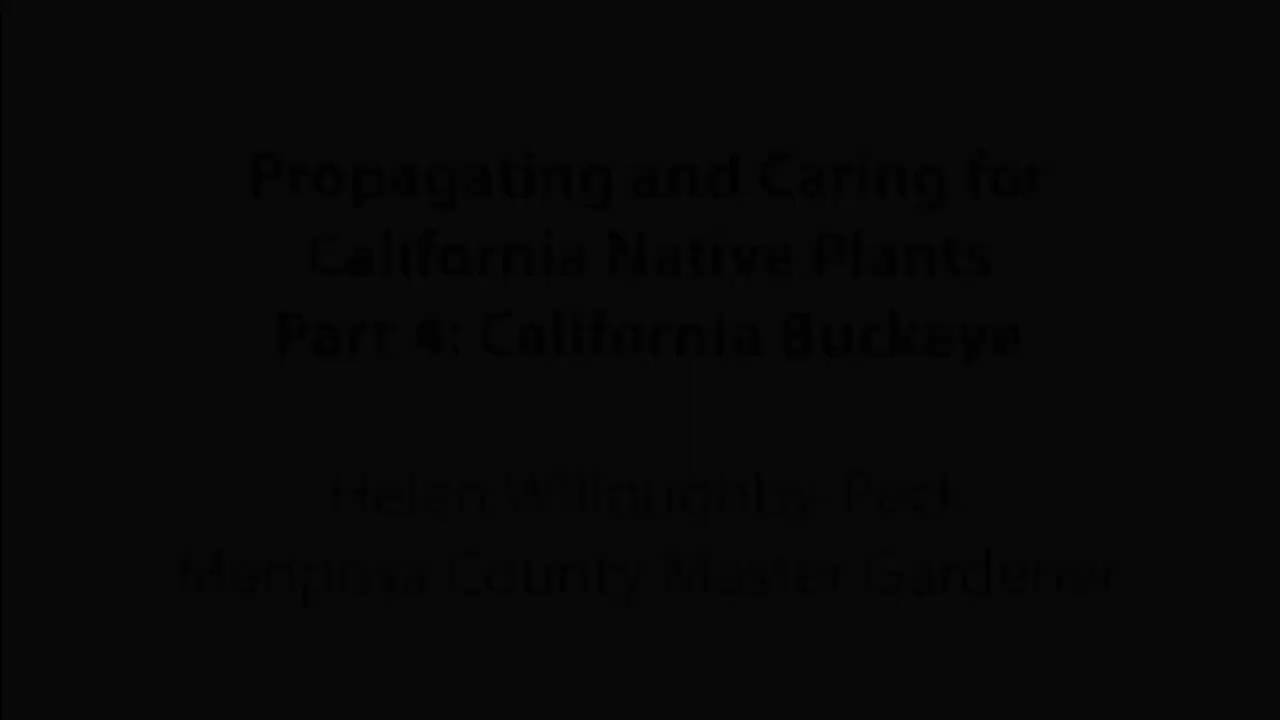 Propagating and Caring for
California Native Plants
Part 4: California Buckeye
Helen Willoughby-Peck
Mariposa County Master Gardener